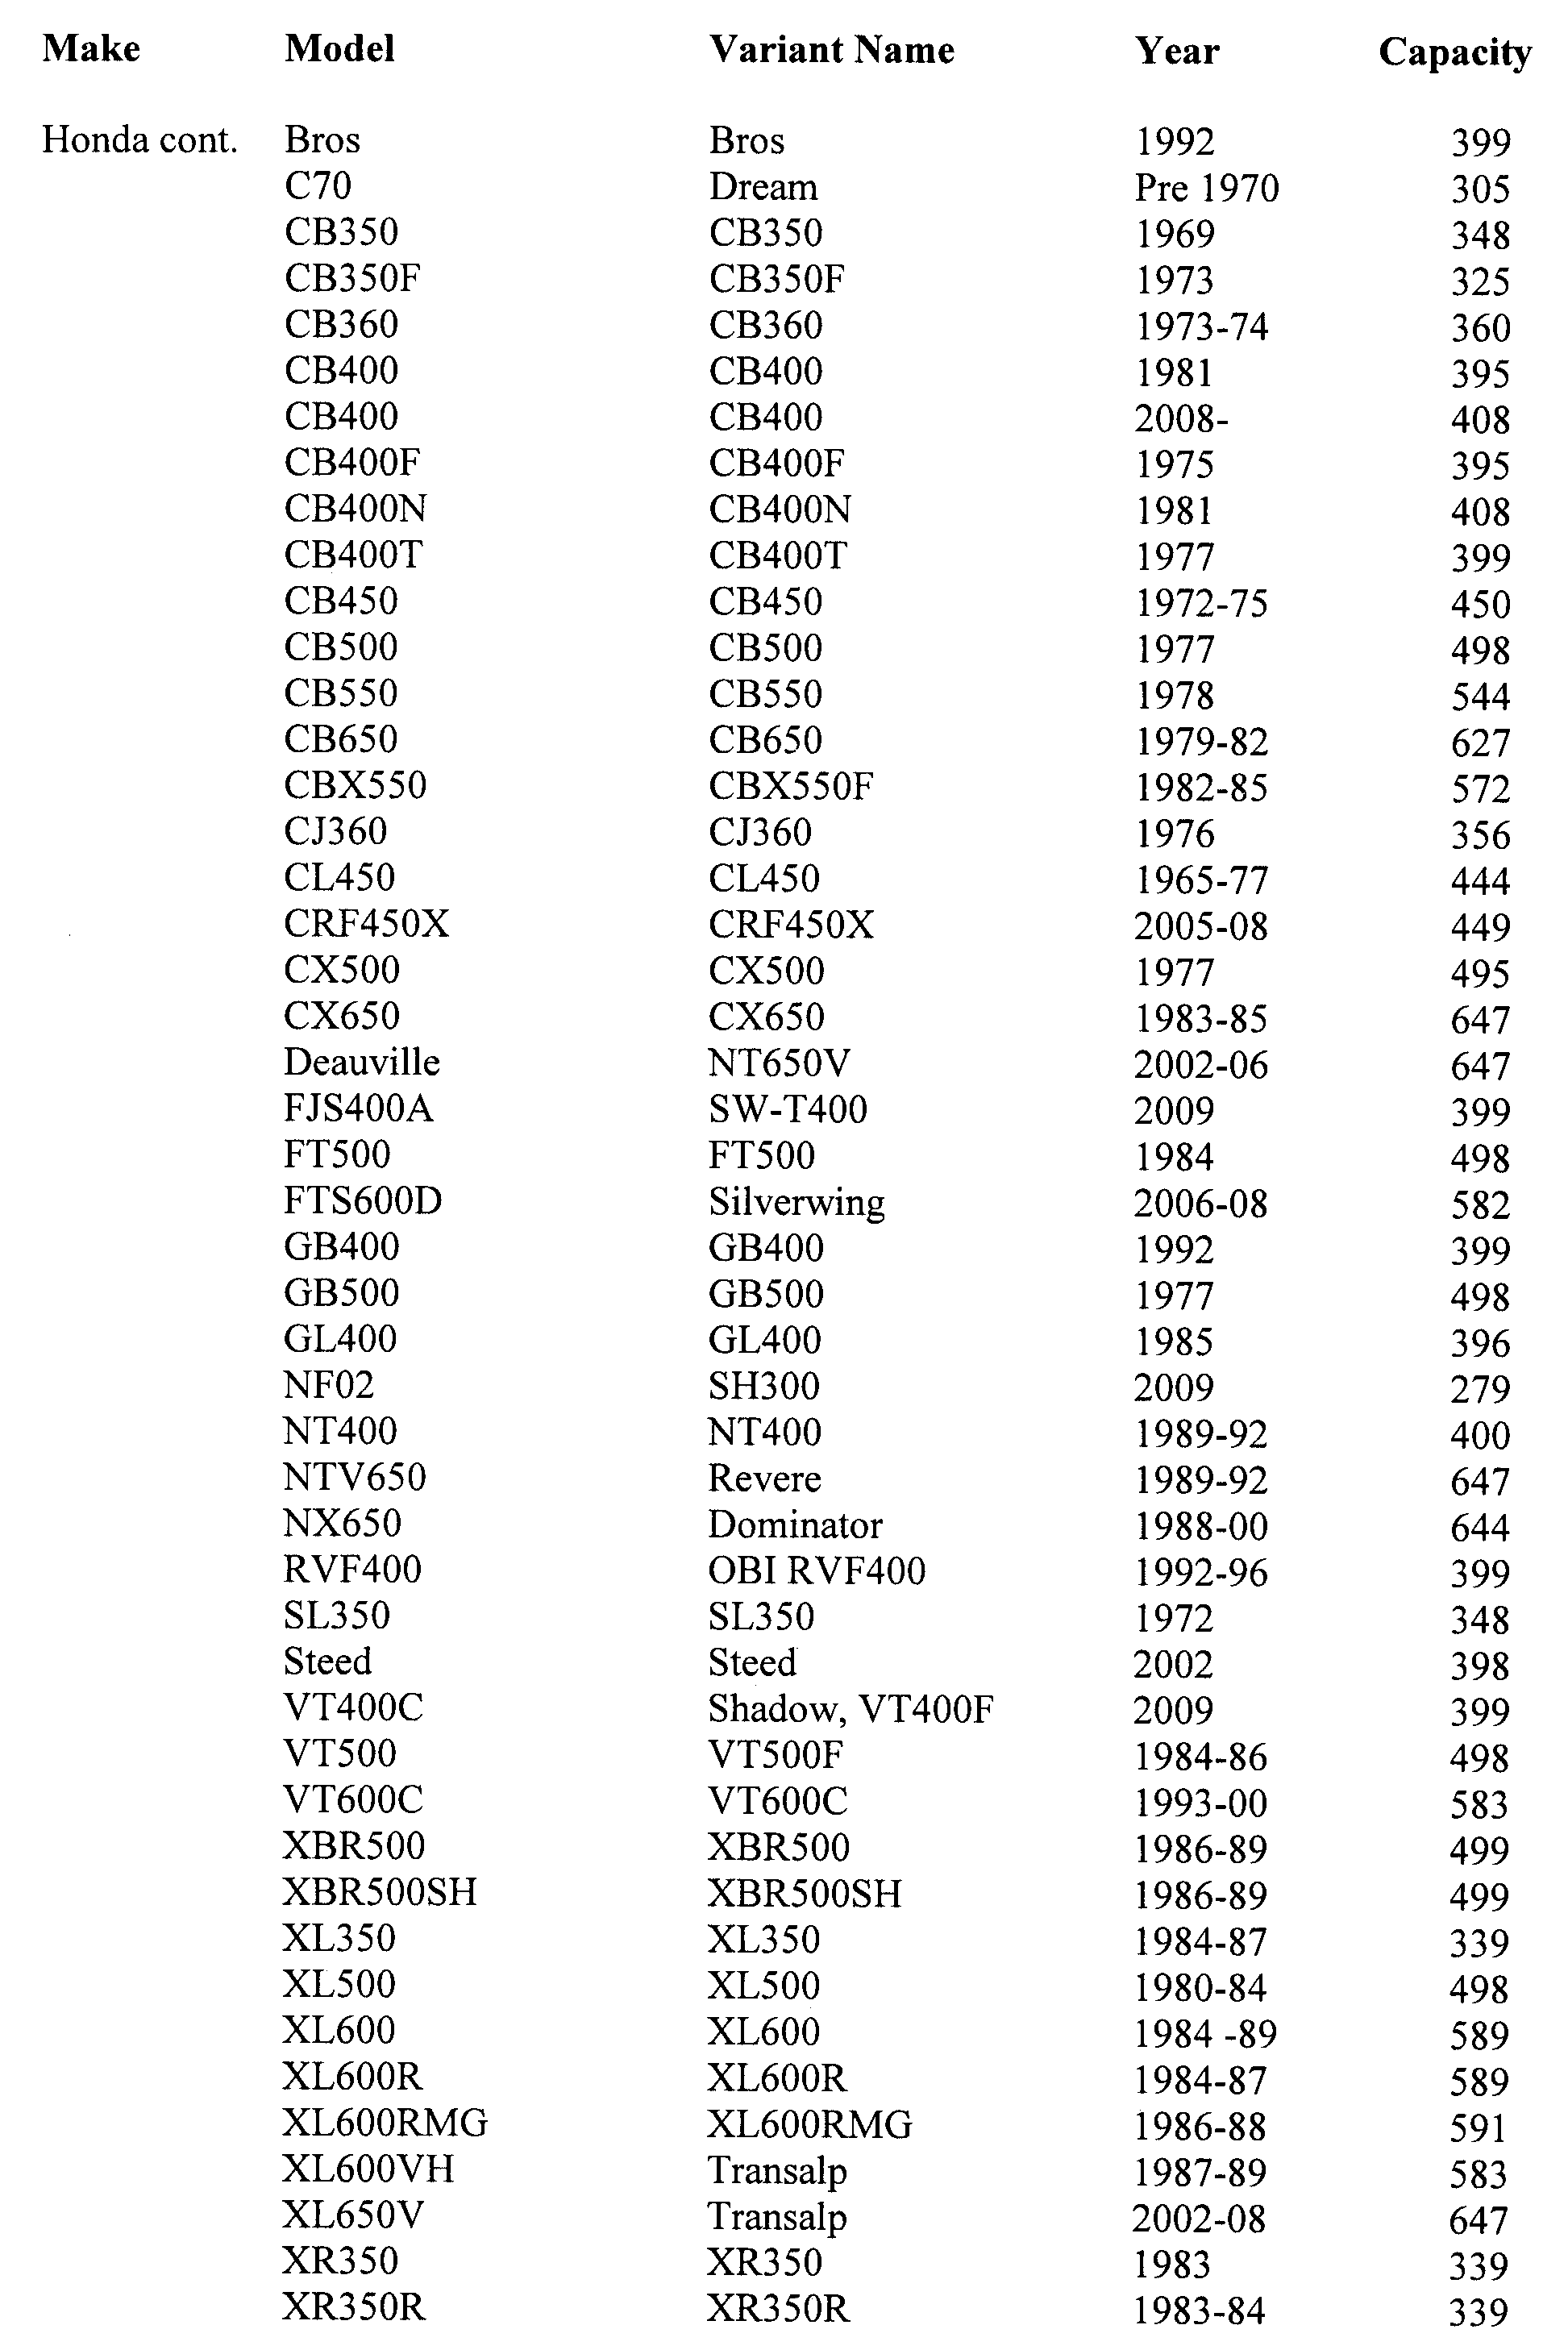 Make Model Variant Name Year Capacity
Honda cont. Bros Bros 1992 399
C70 Dream Pre 1970 305
CB350 CB350 1969 348
CB350F CB350F 1973 325
CB360 CB360 1973-74 360
CB400 CB400 1981 395
CB400 CB400 2008- 408
CB400F CB400F 1975 395
CB400N CB400N 1981 408
CB400T CB400T 1977 399
CB450 CB450 1972-75 450
CB500 CB500 1977 498
CB550 CB550 1978 544
CB650 CB650 1979-82 627
CBX550 CBX550F 1982-85 572
CJ360 CJ360 1976 356
CL450 CL450 1965-77 444
CRF450X CRF450X 2005-08 449
CX500 CX500 1977 495
CX650 CX650 1983-85 647
Deauville NT650V 2002-06 647
FJS400A SW-T400 2009 399
FT500 FT500 1984 498
FTS600D Silverwing 2006-08 582
GB400 GB400 1992 399
GB500 GB500 1977 498
GL400 GL400 1985 396
NF02 SH300 2009 279
NT400 NT400 1989-92 400
NTV650 Revere 1989-92 647
NX650 Dominator 1988-00 644
RVF400 OBI RVF400 1992-96 399
SL350 SL350 1972 348
Steed Steed 2002 398
VT400C Shadow, VT400F 2009 399
VT500 VT500F 1984-86 498
VT600C VT600C 1993-00 583
XBR500 XBR500 1986-89 499
XBR500SH XBR500SH 1986-89 499
XL350 XL350 1984-87 339
XL500 XL500 1980-84 498
XL600 XL600 1984 -89 589
XL600R XL600R 1984-87 589
XL600RMG XL600RMG 1986-88 591
XL600VH Transalp 1987-89 583
XL650V Transalp 2002-08 647
XR350 XR350 1983 339
XR350R XR350R 1983-84 339